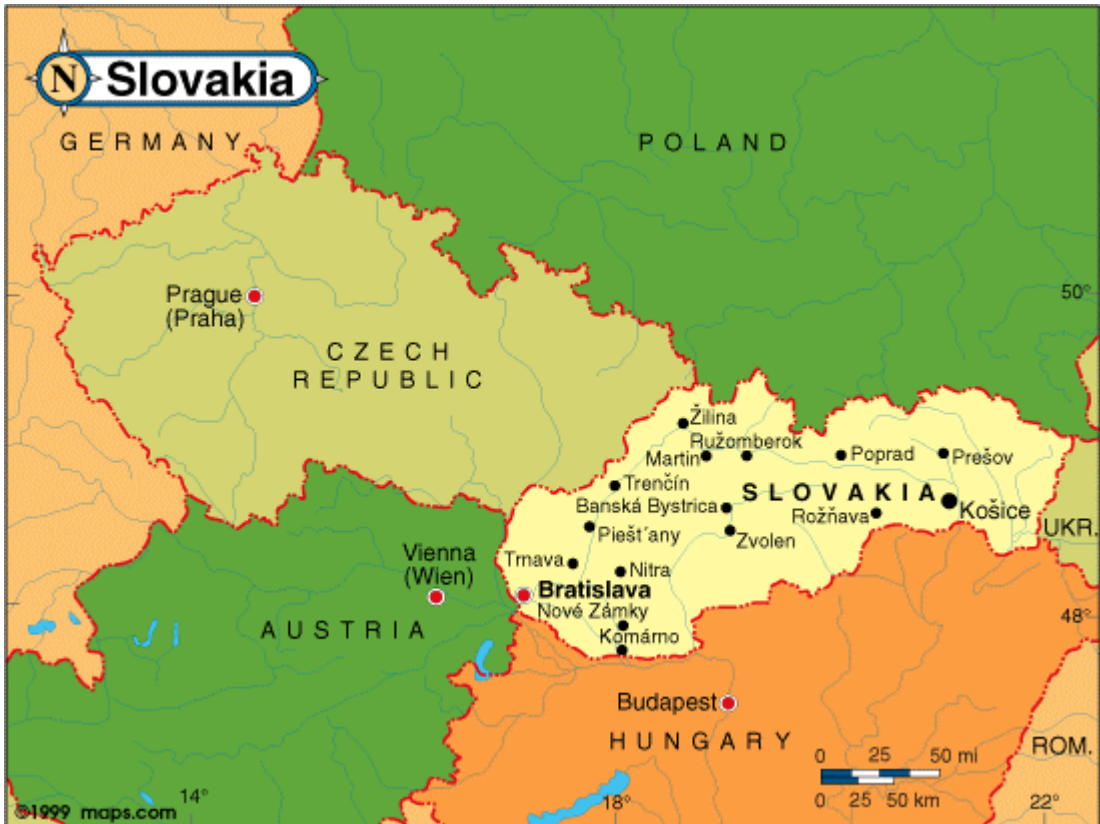 N Slovakia
GERMANY
POLAND
50°
Prague
(Praha)
CZECH
REPUBLIC
Žilina
Ružomberok
Martin
Poprad
Prešov
Trenčín
SLOVAKIA
Banská Bystrica
Košice
Rožňava
UKR.
Piešt´any
Zvolen
Vienna
(Wien)
Trnava
Nitra
Bratislava
Nové Zámky
48°
AUSTRIA
Komárno
Budapest
HUNGARY
ROM.
0 25 50 mi
0 25 50 km
14°
18°
22°
©1999 maps.com